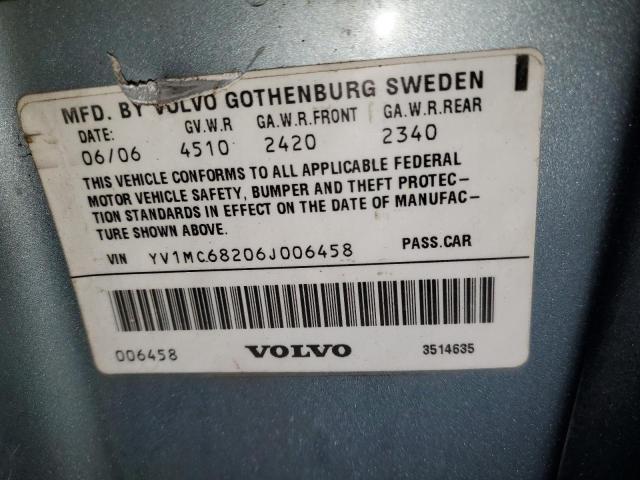 MFD. BY VOLVO GOTHENBURG SWEDEN
DATE: GV.W.R GA.W.R.FRONT GA.W.R.REAR
06/06 4510 2420 2340
THIS VEHICLE CONFORMS TO ALL APPLICABLE FEDERAL
MOTOR VEHICLE SAFETY, BUMPER AND THEFT PROTEC-
TION STANDARDS IN EFFECT ON THE DATE OF MANUFAC-
TURE SHOWN ABOVE.
VIN YV1MC68206J006458 PASS.CAR
006458 VOLVO 3514635